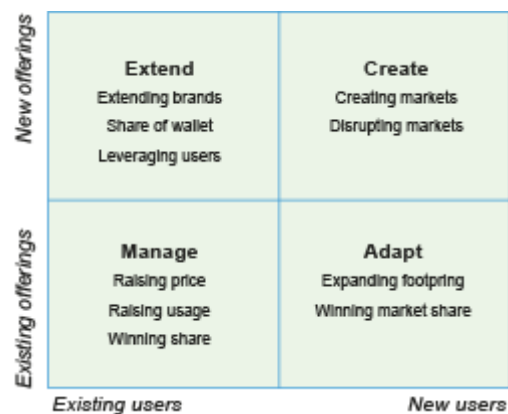 New offerings
Extend
Extending brands
Share of wallet
Leveraging users
Create
Creating markets
Disrupting markets
Existing offerings
Manage
Raising price
Raising usage
Winning share
Adapt
Expanding footpring
Winning market share
Existing users
New users